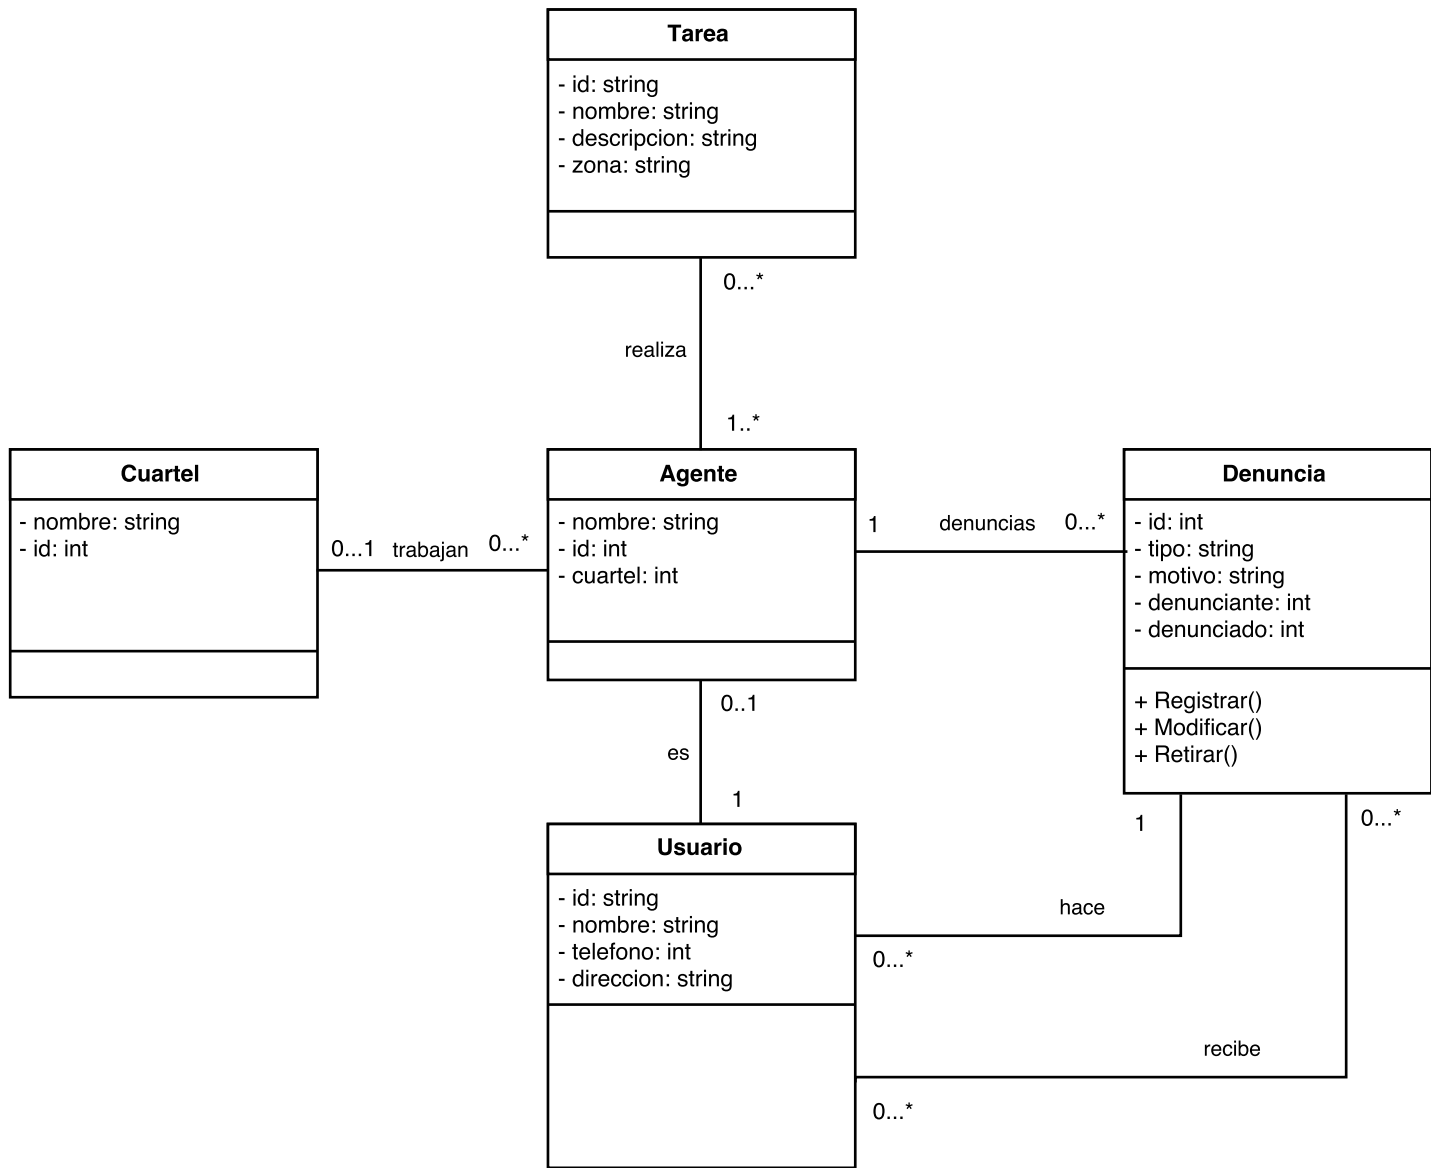 Tarea
- id: string
- nombre: string
- descripcion: string
- zona: string
0...*
realiza
1..*
Cuartel
- nombre: string
- id: int
0...1 trabajan 0...*
Agente
- nombre: string
- id: int
- cuartel: int
1 denuncias 0...*
Denuncia
- id: int
- tipo: string
- motivo: string
- denunciante: int
- denunciado: int
+ Registrar()
+ Modificar()
+ Retirar()
0..1
es
1
Usuario
- id: string
- nombre: string
- telefono: int
- direccion: string
1
hace
0...*
0...*
recibe
0...*